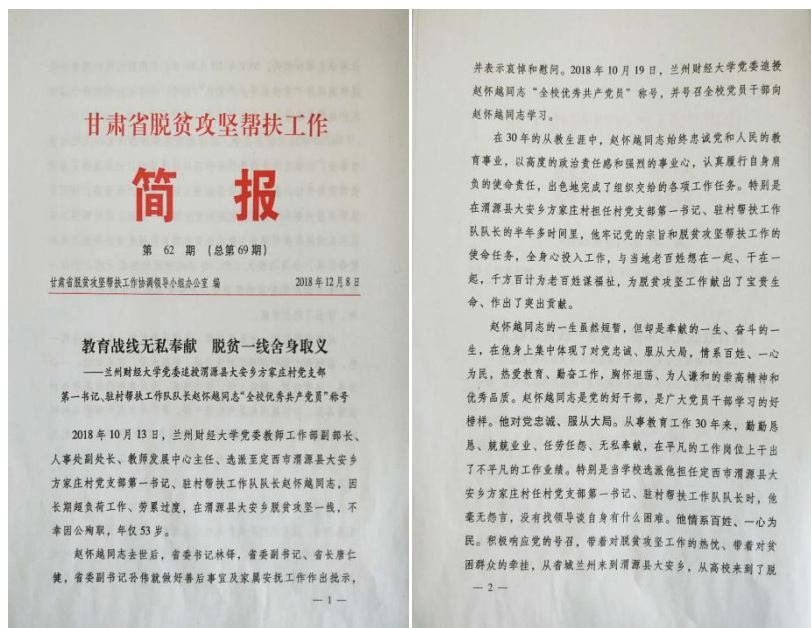 甘肃省脱贫攻坚帮扶工作
简 报
第 62 期 (总第69期)
甘肃省脱贫攻坚帮扶工作协调领导小组办公室 编 2018年12月8日
教育战线无私奉献 脱贫一线舍身取义
——兰州财经大学党委追授渭源县大安乡方家庄村党支部
第一书记、驻村帮扶工作队队长赵怀越同志“全校优秀共产党员”称号
2018年10月13日,兰州财经大学党委教师工作部副部长、
人事处副处长、教师发展中心主任、选派至定西市渭源县大安乡
方家庄村党支部第一书记、驻村帮扶工作队队长赵怀越同志,因
长期超负荷工作、劳累过度,在渭源县大安乡脱贫攻坚一线,不
幸因公殉职,年仅53岁。
赵怀越同志去世后,省委书记林铎,省委副书记、省长唐仁
健,省委副书记孙伟就做好善后事宜及家属安抚工作作出批示,
—1—
并表示哀悼和慰问。2018年10月19日,兰州财经大学党委追授
赵怀越同志“全校优秀共产党员”称号,并号召全校党员干部向
赵怀越同志学习。
在30年的从教生涯中,赵怀越同志始终忠诚党和人民的教
育事业,以高度的政治责任感和强烈的事业心,认真履行自身肩
负的使命责任,出色地完成了组织交给的各项工作任务。特别是
在渭源县大安乡方家庄村担任村党支部第一书记、驻村帮扶工作
队队长的半年多时间里,他牢记党的宗旨和脱贫攻坚帮扶工作的
使命任务,全身心投入工作,与当地老百姓想在一起、干在一
起,千方百计为老百姓谋福祉,为脱贫攻坚工作献出了宝贵生
命、作出了突出贡献。
赵怀越同志的一生虽然短暂,但却是奉献的一生、奋斗的一
生,在他身上集中体现了对党忠诚、服从大局,情系百姓、一心
为民,热爱教育、勤奋工作,胸怀坦荡、为人谦和的崇高精神和
优秀品质。赵怀越同志是党的好干部,是广大党员干部学习的好
榜样。他对党忠诚、服从大局。从事教育工作30年来,勤勤恳
恳、兢兢业业、任劳任怨、无私奉献,在平凡的工作岗位上干出
了不平凡的工作业绩。特别是当学校选派他担任定西市渭源县大
安乡方家庄村任村党支部第一书记、驻村帮扶工作队队长时,他
毫无怨言,没有找领导谈自身有什么困难。他情系百姓、一心为
民。积极响应党的号召,带着对脱贫攻坚工作的热忱、带着对贫
困群众的牵挂,从省城兰州来到渭源县大安乡,从高校来到了脱
—2—